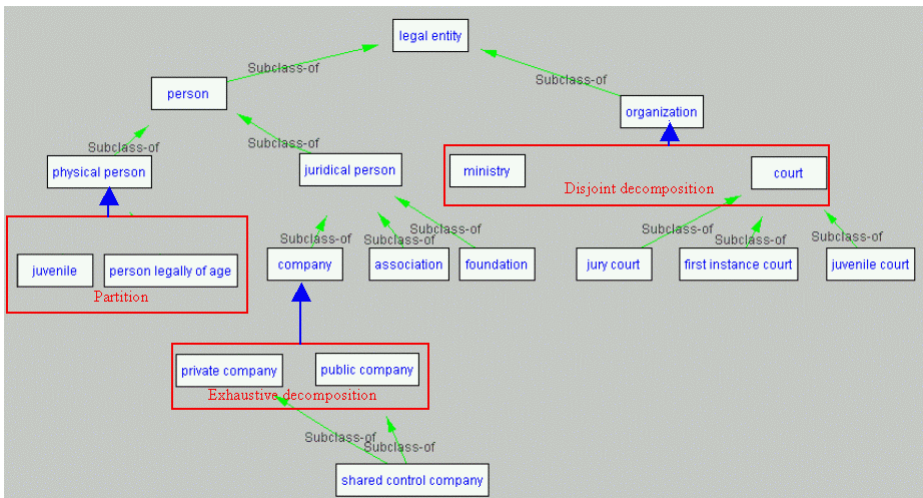 legal entity
Subclass-of
Subclass-of
person
organization
Subclass-of
Subclass-of
physical person
juridical person
ministry
court
Disjoint decomposition
Subclass-of
Subclass-of
Subclass-of
Subclass-of
Subclass-of
Subclass-of
juvenile
person legally of age
company
association
foundation
jury court
first instance court
juvenile court
Partition
private company
public company
Exhaustive decomposition
Subclass-of
Subclass-of
shared control company